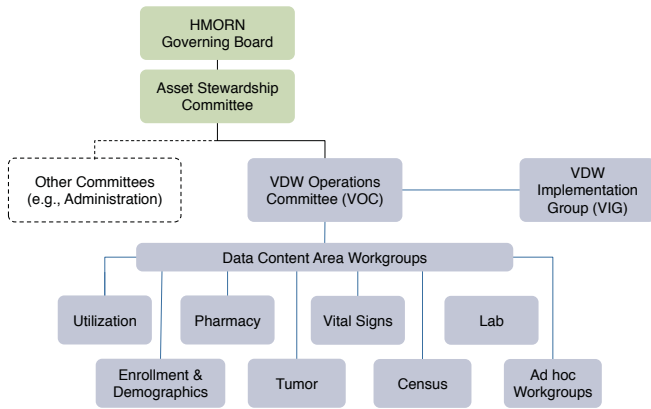 HMORN
Governing Board
Asset Stewardship
Committee
Other Committees
(e.g., Administration)
VDW Operations
Committee (VOC)
VDW
Implementation
Group (VIG)
Data Content Area Workgroups
Utilization
Pharmacy
Vital Signs
Lab
Enrollment &
Demographics
Tumor
Census
Ad hoc
Workgroups